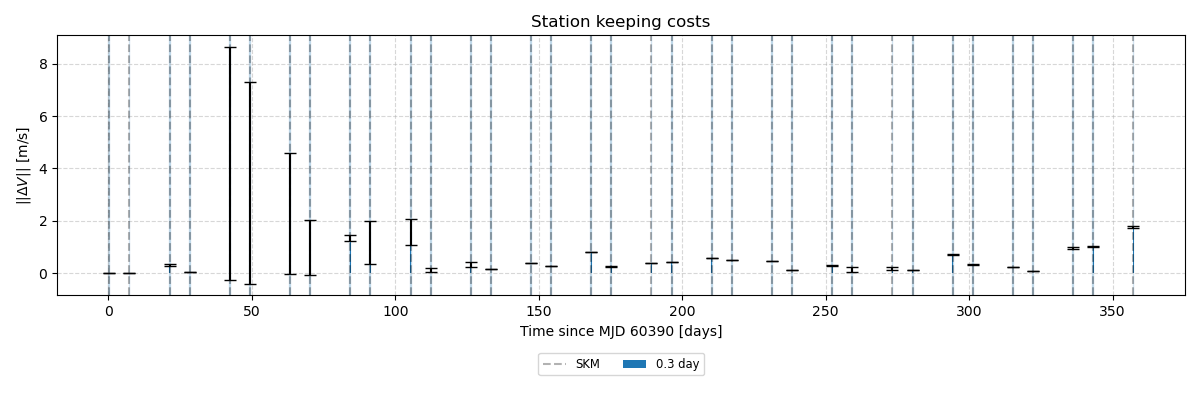 Station keeping costs
||ΔV|| [m/s]
8
6
4
2
0
0 50 100 150 200 250 300 350
Time since MJD 60390 [days]
SKM 0.3 day